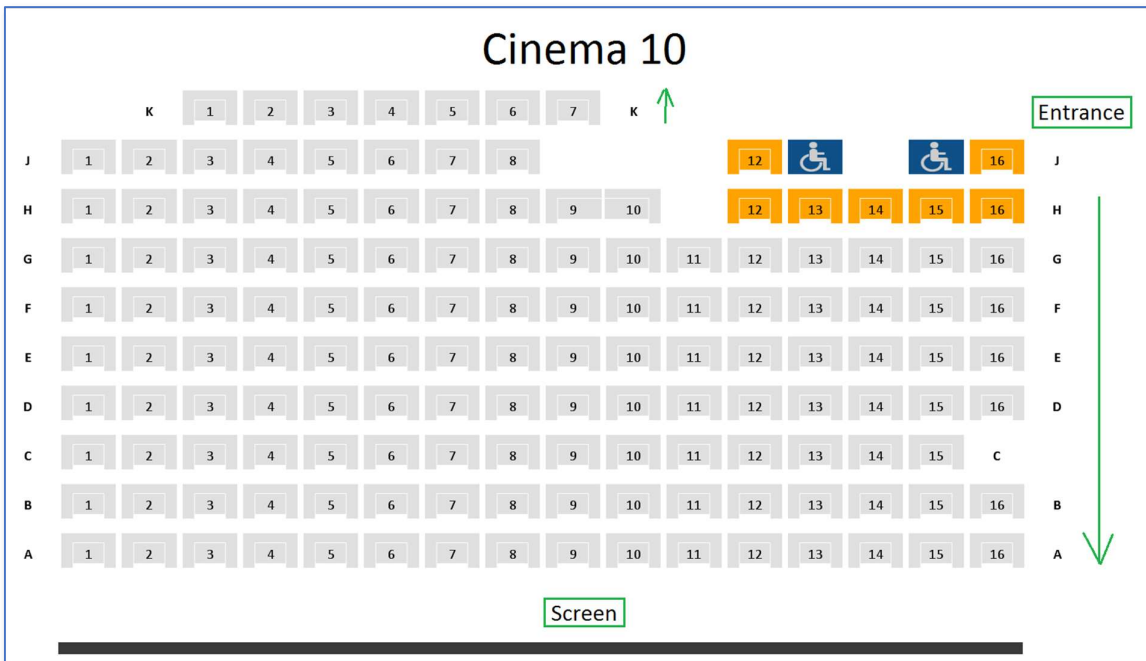 Cinema 10
K 1 2 3 4 5 6 7 K
Entrance
J 1 2 3 4 5 6 7 8 12 16 J
H 1 2 3 4 5 6 7 8 9 10 12 13 14 15 16 H
G 1 2 3 4 5 6 7 8 9 10 11 12 13 14 15 16 G
F 1 2 3 4 5 6 7 8 9 10 11 12 13 14 15 16 F
E 1 2 3 4 5 6 7 8 9 10 11 12 13 14 15 16 E
D 1 2 3 4 5 6 7 8 9 10 11 12 13 14 15 16 D
C 1 2 3 4 5 6 7 8 9 10 11 12 13 14 15 C
B 1 2 3 4 5 6 7 8 9 10 11 12 13 14 15 16 B
A 1 2 3 4 5 6 7 8 9 10 11 12 13 14 15 16 A
Screen